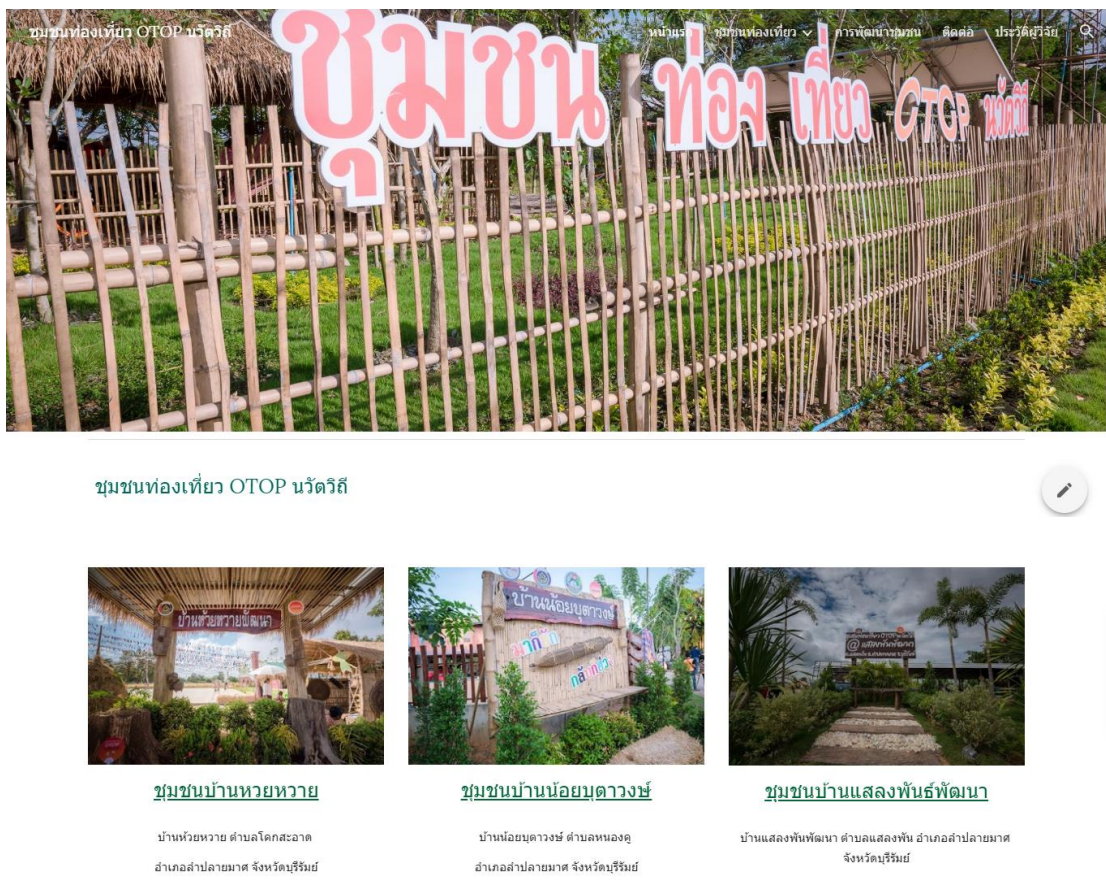 ชุมชนท่องเที่ยว OTOP นวัตวิถี
หน้าแรก ชุมชนท่องเที่ยว การพัฒนาชุมชน ติดต่อ ประวัติผู้วิจัย
ชุมชน ท่อง เที่ยว OTOP นวัตวิถี
ชุมชนท่องเที่ยว OTOP นวัตวิถี
บ้านห้วยหวายพัฒนา
บ้านน้อยบุตาวงษ์
@ แสลงพันพัฒนา
ชุมชนบ้านหวยหวาย
ชุมชนบ้านน้อยบุตาวงษ์
ชุมชนบ้านแสลงพันธ์พัฒนา
บ้านห้วยหวาย ตำบลโคกสะอาด
บ้านน้อยบุตาวงษ์ ตำบลหนองคู
บ้านแสลงพันพัฒนา ตำบลแสลงพัน อำเภอลำปลายมาศ
อำเภอลำปลายมาศ จังหวัดบุรีรัมย์
อำเภอลำปลายมาศ จังหวัดบุรีรัมย์
จังหวัดบุรีรัมย์